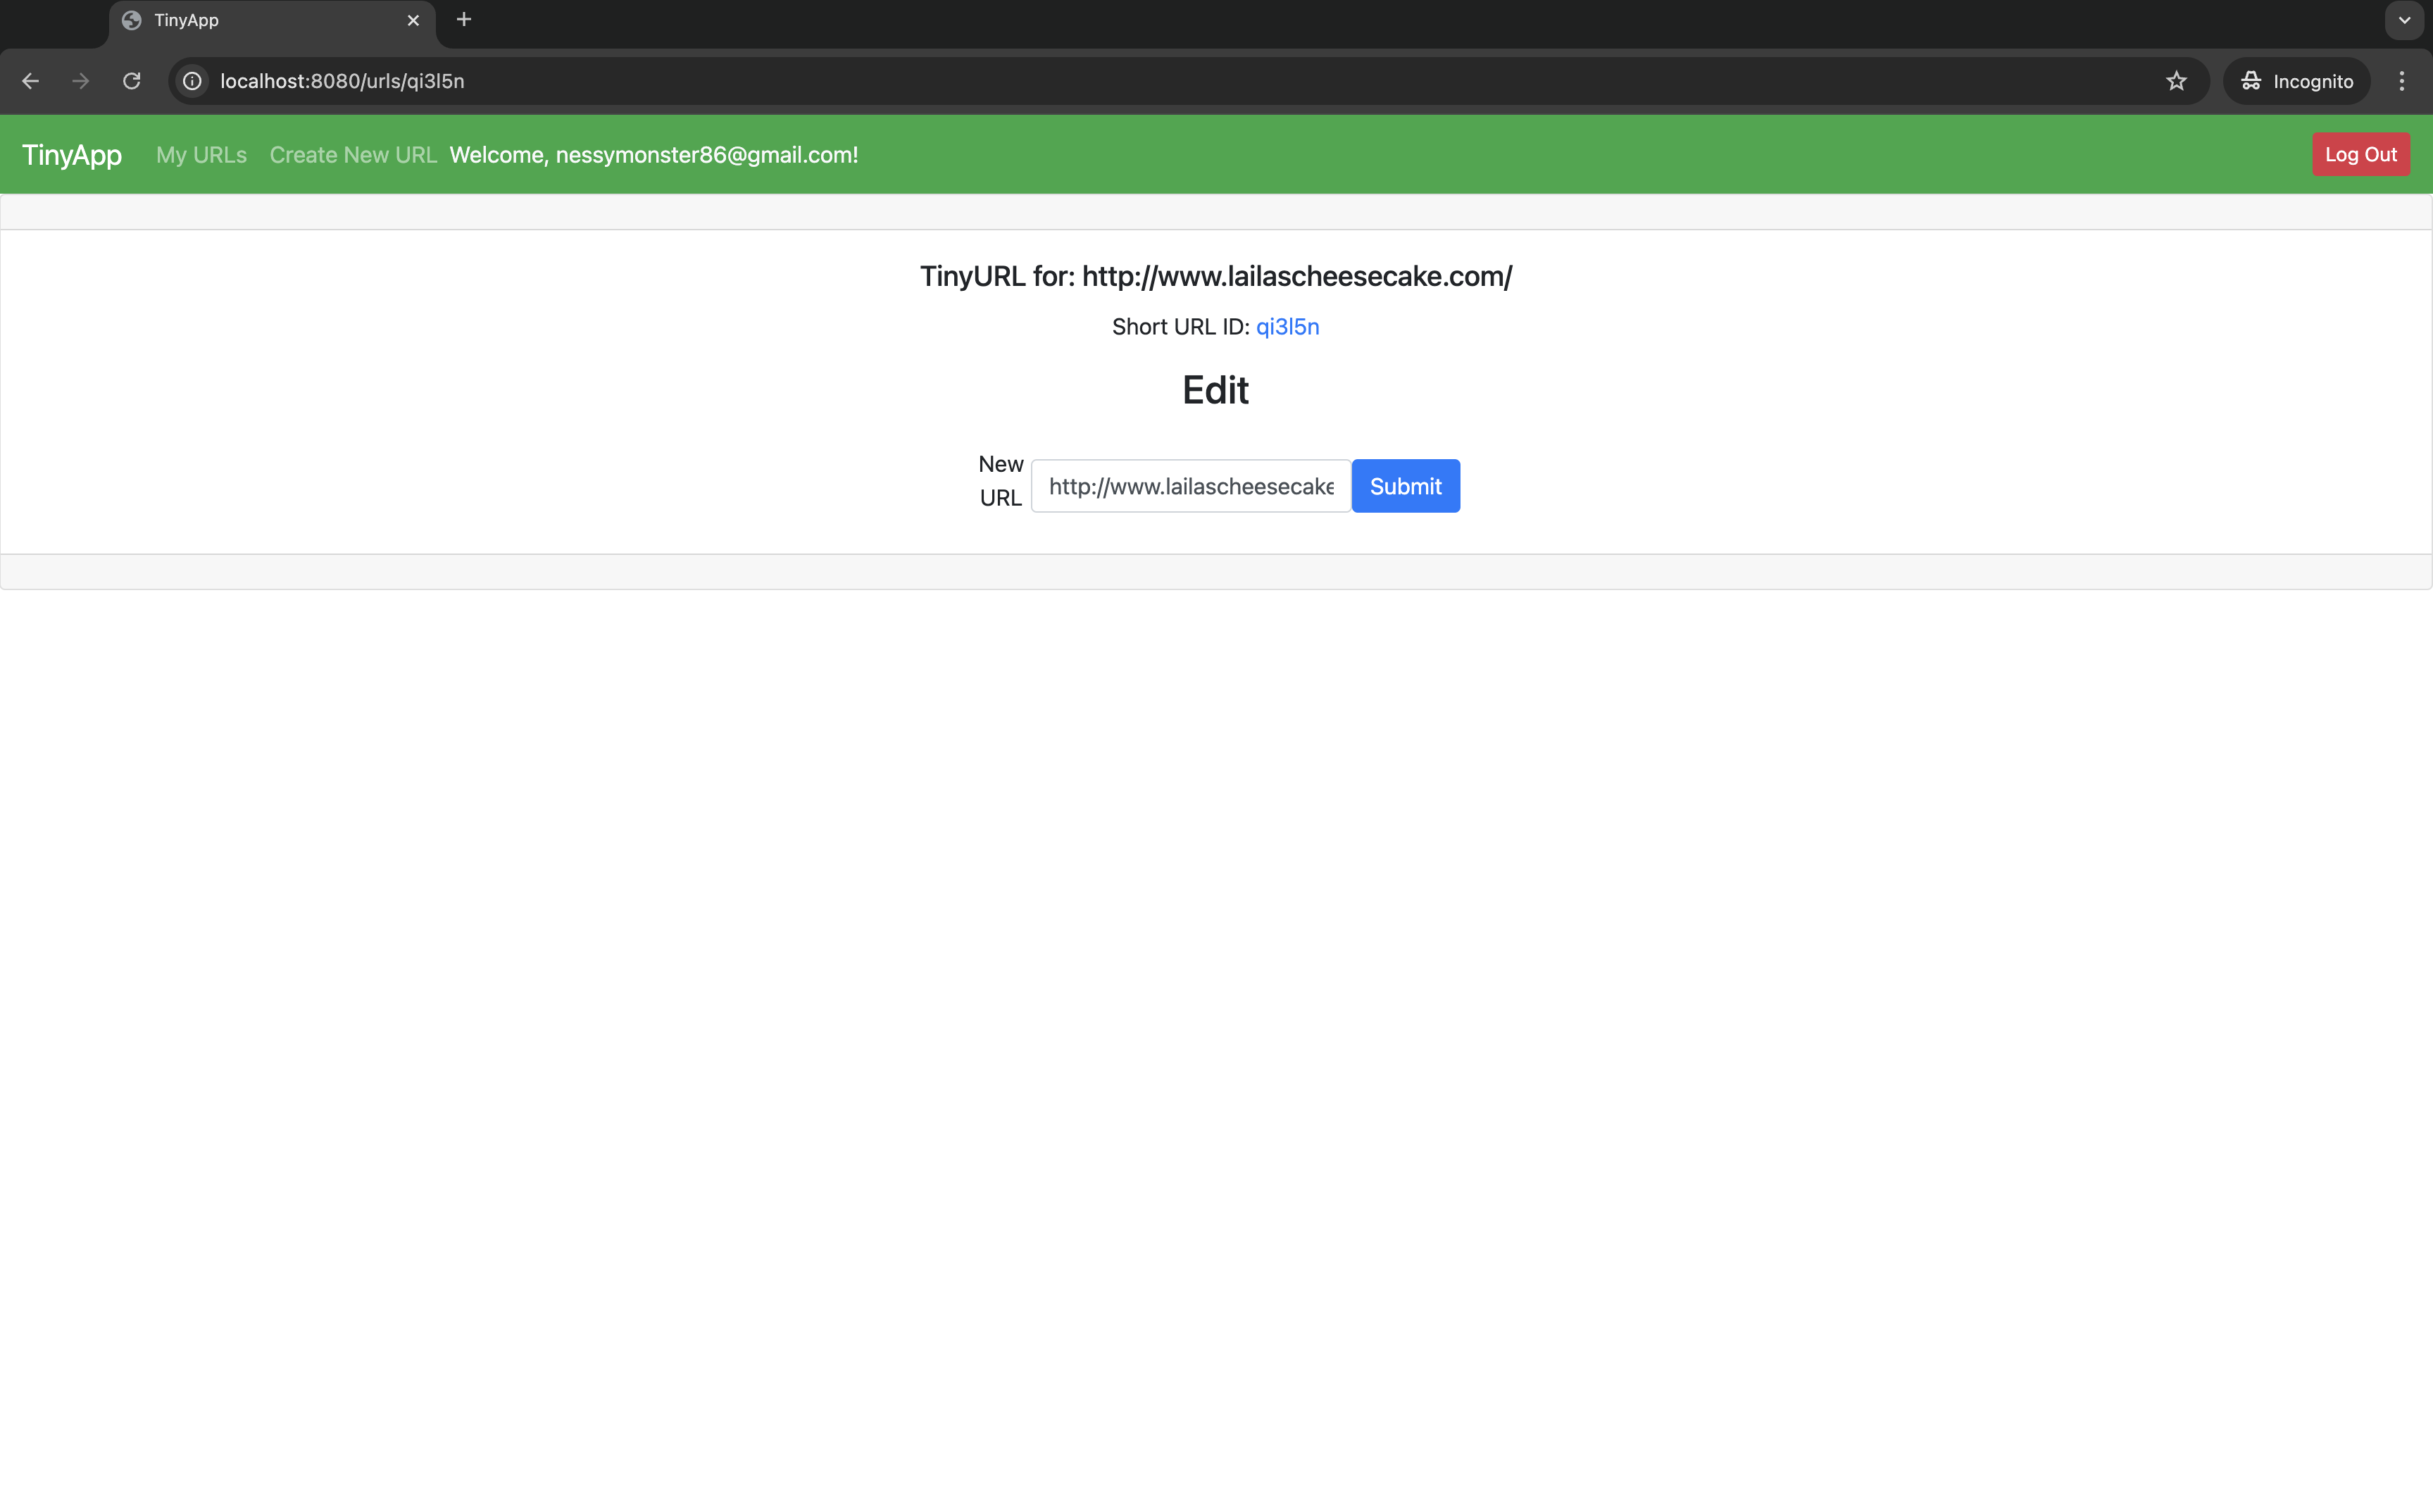 TinyApp
localhost:8080/urls/qi3l5n
Incognito
TinyApp My URLs Create New URL Welcome, nessymonster86@gmail.com! Log Out
TinyURL for: http://www.lailascheesecake.com/
Short URL ID: qi3l5n
Edit
New
URL
http://www.lailascheesecake Submit